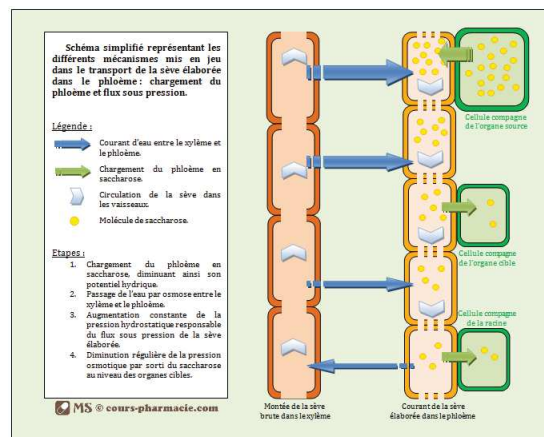 Schéma simplifié représentant les
différents mécanismes mis en jeu
dans le transport de la sève élaborée
dans le phloème : chargement du
phloème et flux sous pression.
Légende :
Courant d'eau entre le xylème et
le phloème.
Chargement du phloème en
saccharose.
Circulation de la sève dans
les vaisseaux.
Molécule de saccharose.
Etapes :
1. Chargement du phloème en
saccharose, diminuant ainsi son
potentiel hydrique.
2. Passage de l'eau par osmose entre le
xylème et le phloème.
3. Augmentation constante de la
pression hydrostatique responsable
du flux sous pression de la sève
élaborée.
4. Diminution régulière de la pression
osmotique par sorti du saccharose
au niveau des organes cibles.
MS © cours-pharmacie.com
Cellule compagne
de l'organe source
Cellule compagne
de l'organe cible
Cellule compagne
de la racine
Montée de la sève
brute dans le xylème
Courant de la sève
élaborée dans le phloème